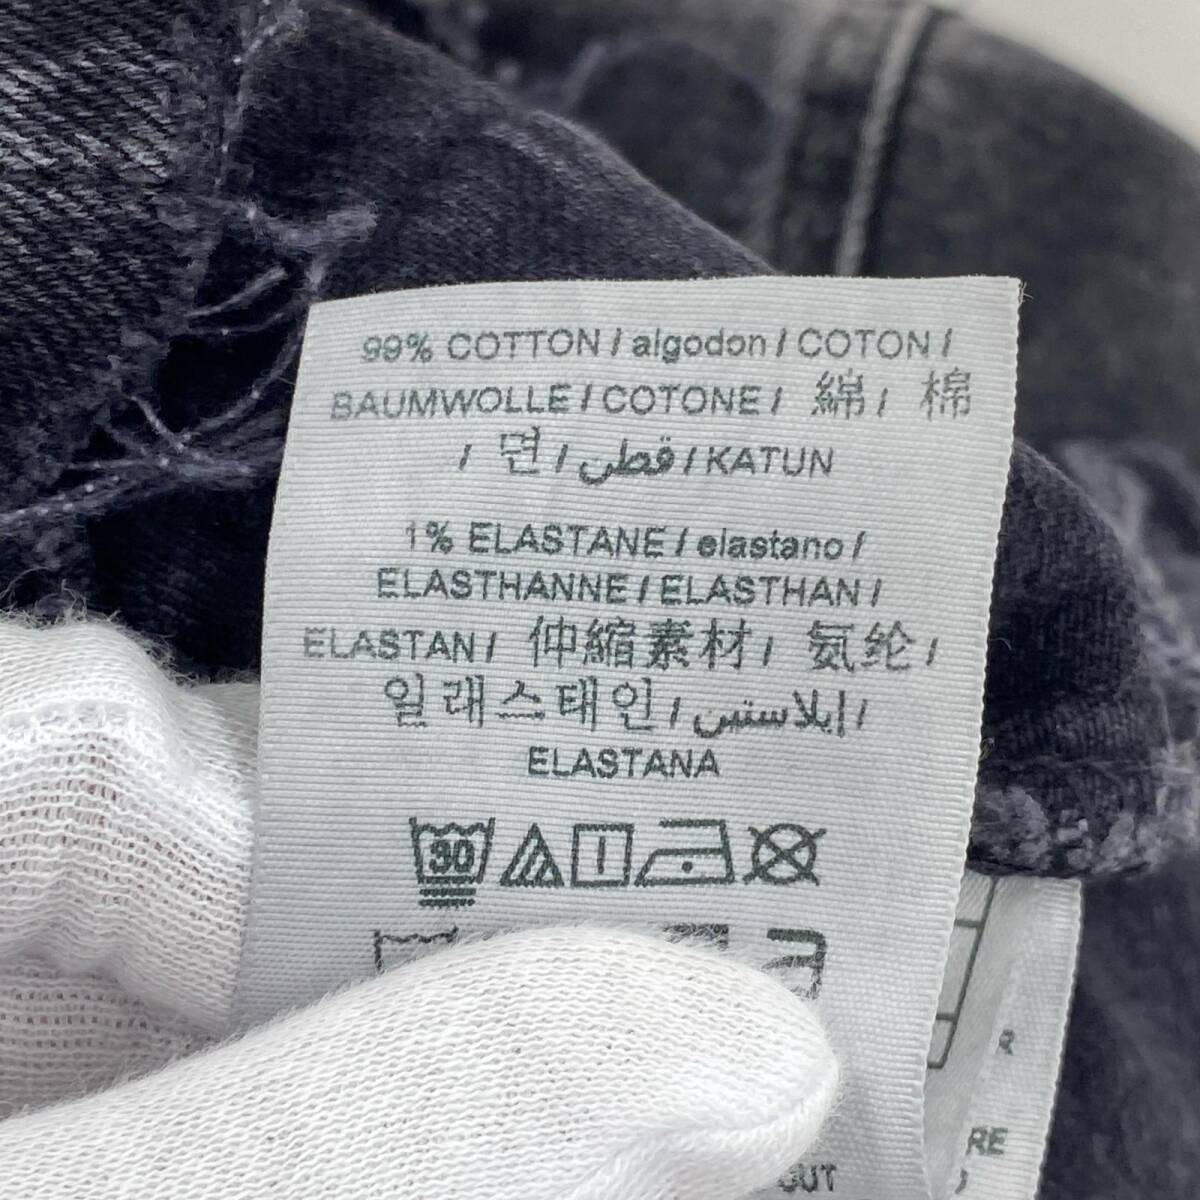 99% COTTON / algodon / COTON /
BAUMWOLLE / COTONE / 綿 / 棉
/ 면 / قطن / KATUN
1% ELASTANE / elastano /
ELASTHANNE / ELASTHAN /
ELASTAN / 伸縮素材 / 氨纶 /
일래스태인 / إيلاستين /
ELASTANA
30
R